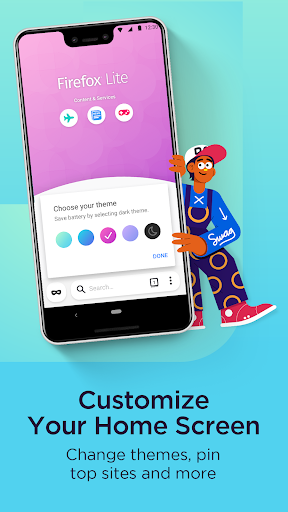 12:30
Firefox Lite
Content & Services
Choose your theme
Save battery by selecting dark theme.
DONE
Search...
1
Swag
Customize
Your Home Screen
Change themes, pin
top sites and more